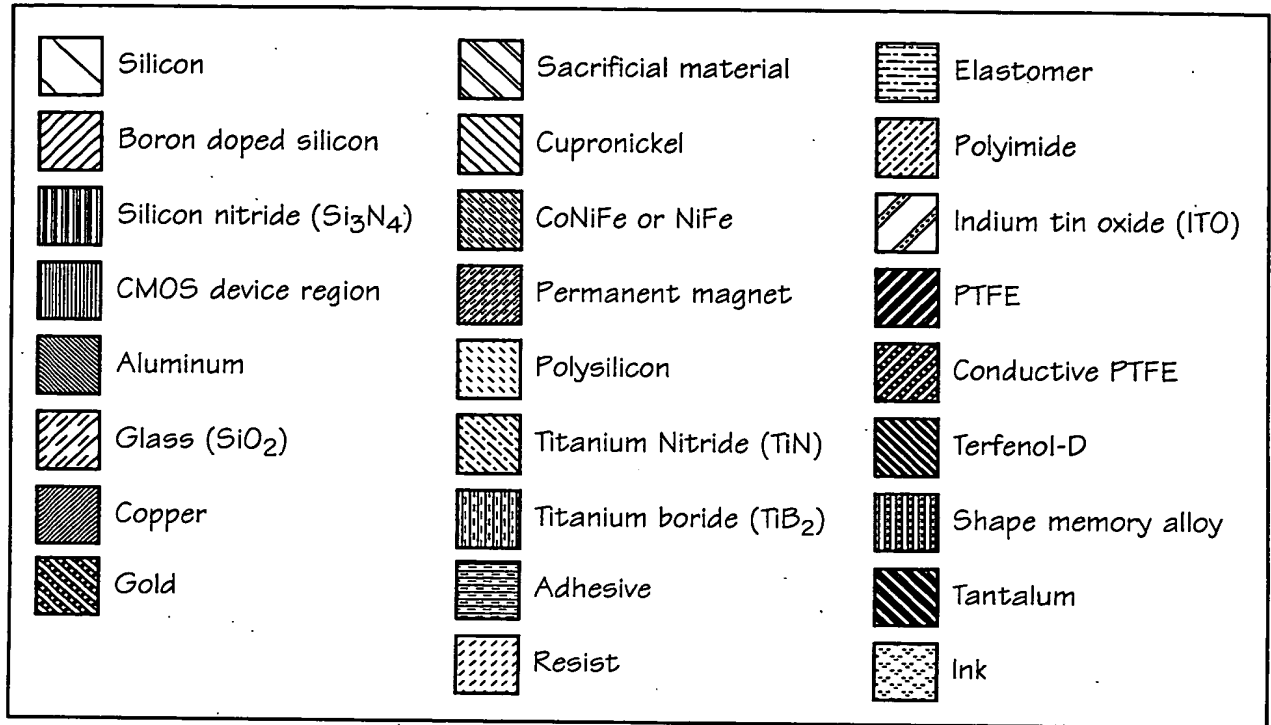 Silicon
Boron doped silicon
Silicon nitride (Si₃N₄)
CMOS device region
Aluminum
Glass (SiO₂)
Copper
Gold
Sacrificial material
Cupronickel
CoNiFe or NiFe
Permanent magnet
Polysilicon
Titanium Nitride (TiN)
Titanium boride (TiB₂)
Adhesive
Resist
Elastomer
Polyimide
Indium tin oxide (ITO)
PTFE
Conductive PTFE
Terfenol-D
Shape memory alloy
Tantalum
Ink